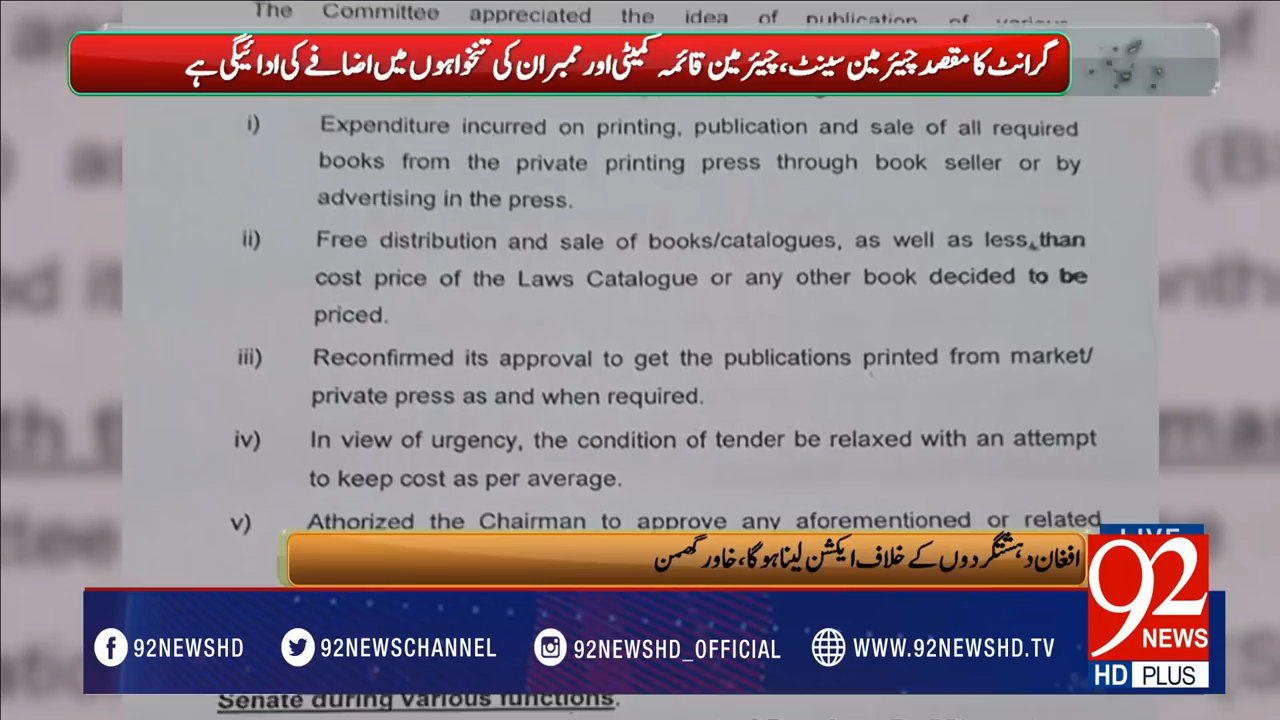 The Committee appreciated the idea of publication of various
گرانٹ کا مقصد چیئرمین سینٹ، چیئرمین قائمہ کمیٹی اور ممبران کی تنخواہوں میں اضافے کی ادائیگی ہے
i) Expenditure incurred on printing, publication and sale of all required
books from the private printing press through book seller or by
advertising in the press.
ii) Free distribution and sale of books/catalogues, as well as less than
cost price of the Laws Catalogue or any other book decided to be
priced.
iii) Reconfirmed its approval to get the publications printed from market/
private press as and when required.
iv) In view of urgency, the condition of tender be relaxed with an attempt
to keep cost as per average.
v) Athorized the Chairman to approve any aforementioned or related
LIVE
افغان دہشتگردوں کے خلاف ایکشن لینا ہوگا، خاور گھمن
92
NEWS
HD PLUS
92NEWSHD 92NEWSCHANNEL 92NEWSHD_OFFICIAL WWW.92NEWSHD.TV
Senate during various functions.